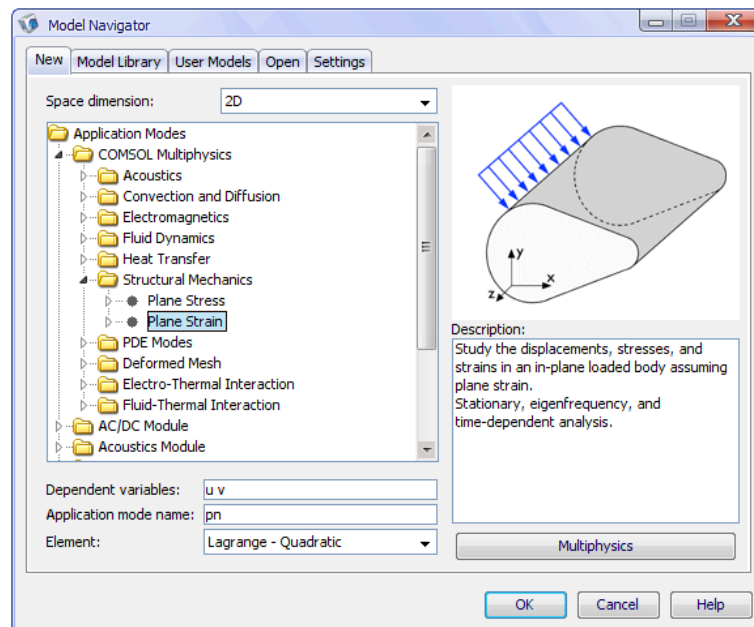 Model Navigator
New Model Library User Models Open Settings
Space dimension: 2D
Application Modes
COMSOL Multiphysics
Acoustics
Convection and Diffusion
Electromagnetics
Fluid Dynamics
Heat Transfer
Structural Mechanics
Plane Stress
Plane Strain
PDE Modes
Deformed Mesh
Electro-Thermal Interaction
Fluid-Thermal Interaction
AC/DC Module
Acoustics Module
y
x
z
Description:
Study the displacements, stresses, and
strains in an in-plane loaded body assuming
plane strain.
Stationary, eigenfrequency, and
time-dependent analysis.
Dependent variables: u v
Application mode name: pn
Element: Lagrange - Quadratic
Multiphysics
OK Cancel Help